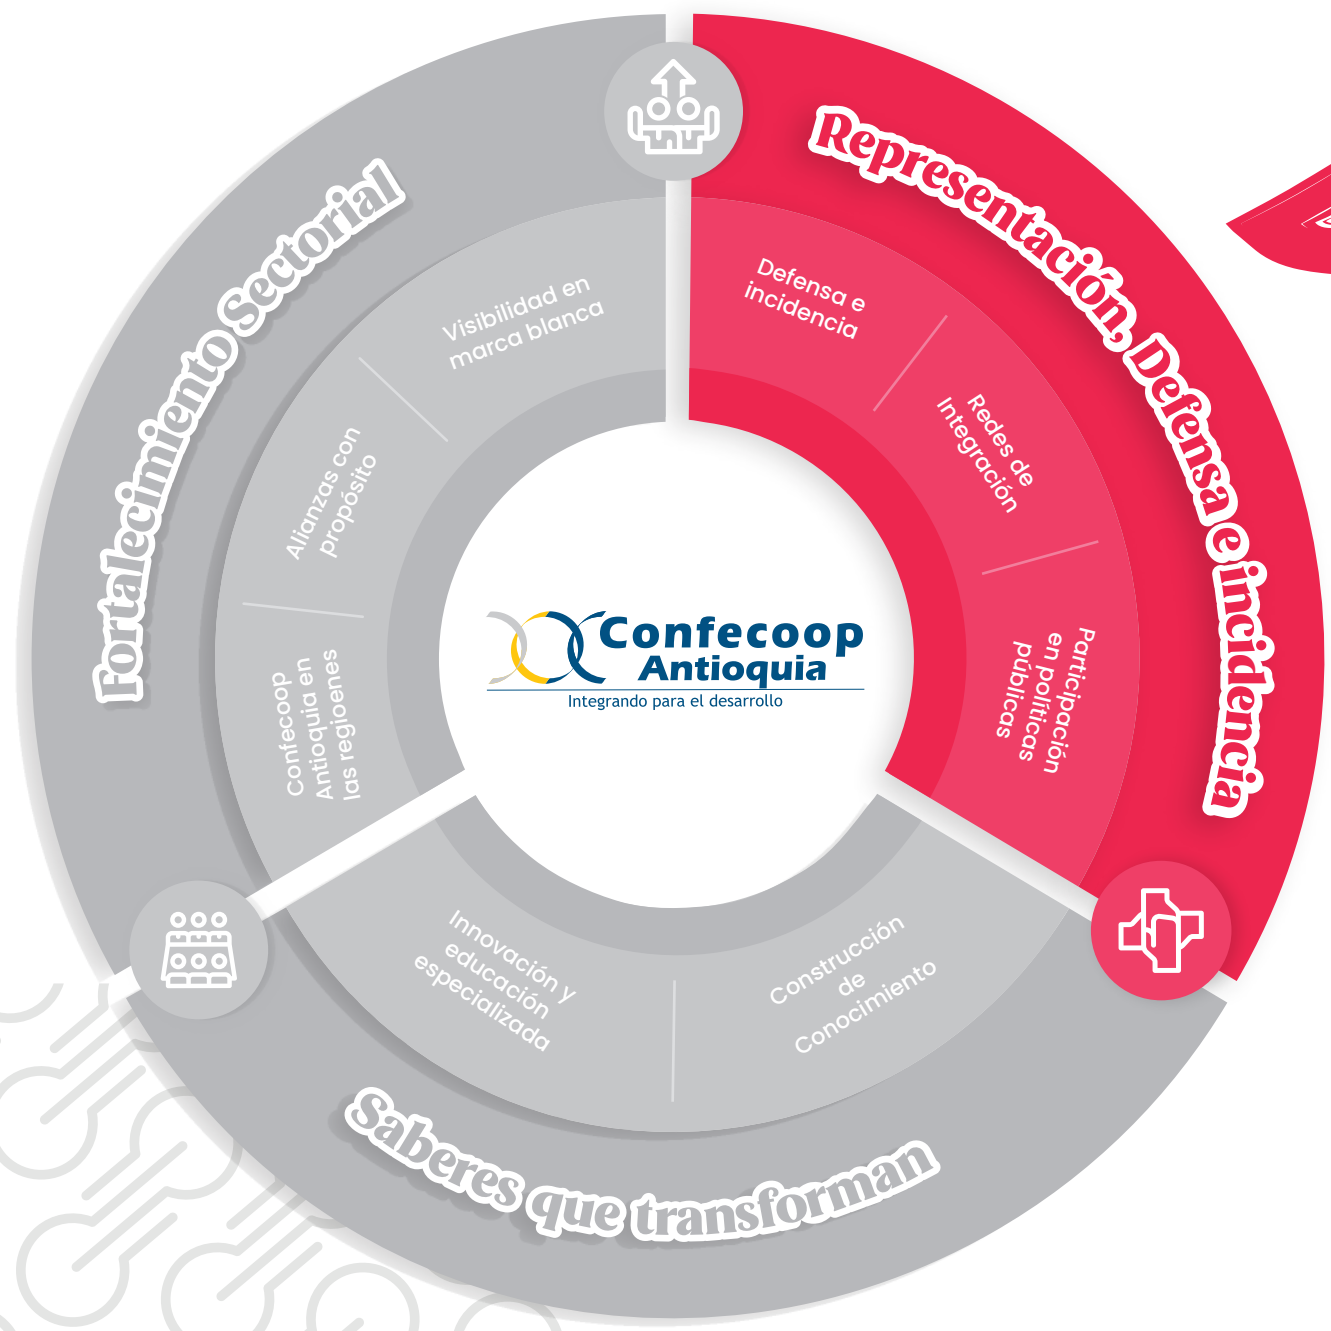 Representación, Defensa e incidencia
Defensa e
incidencia
Redes de
Integración
Participación
en políticas
públicas
Fortalecimiento Sectorial
Visibilidad en
marca blanca
Alianzas con
propósito
Confecoop
Antioquia en
las regioenes
Confecoop
Antioquia
Integrando para el desarrollo
Innovación y
educación
especializada
Construcción
de
Conocimiento
Saberes que transforman